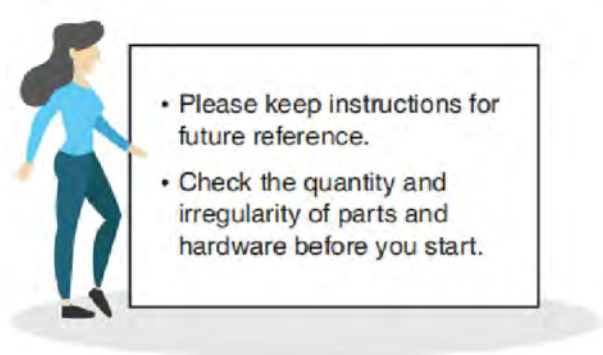 • Please keep instructions for
future reference.
• Check the quantity and
irregularity of parts and
hardware before you start.